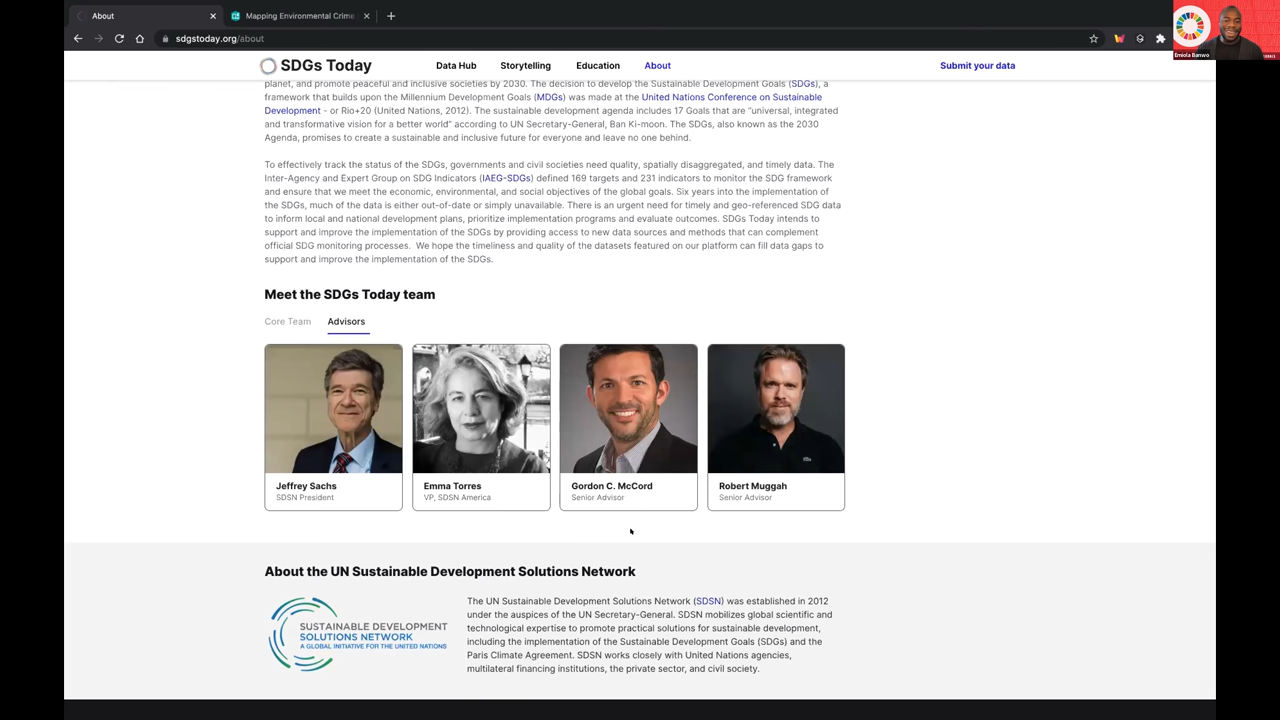 About
Mapping Environmental Crime
sdgstoday.org/about
Emiola Banwo
SDGs Today
Data Hub
Storytelling
Education
About
Submit your data
planet, and promote peaceful and inclusive societies by 2030. The decision to develop the Sustainable Development Goals (SDGs), a
framework that builds upon the Millennium Development Goals (MDGs) was made at the United Nations Conference on Sustainable
Development - or Rio+20 (United Nations, 2012). The sustainable development agenda includes 17 Goals that are “universal, integrated
and transformative vision for a better world” according to UN Secretary-General, Ban Ki-moon. The SDGs, also known as the 2030
Agenda, promises to create a sustainable and inclusive future for everyone and leave no one behind.
To effectively track the status of the SDGs, governments and civil societies need quality, spatially disaggregated, and timely data. The
Inter-Agency and Expert Group on SDG Indicators (IAEG-SDGs) defined 169 targets and 231 indicators to monitor the SDG framework
and ensure that we meet the economic, environmental, and social objectives of the global goals. Six years into the implementation of
the SDGs, much of the data is either out-of-date or simply unavailable. There is an urgent need for timely and geo-referenced SDG data
to inform local and national development plans, prioritize implementation programs and evaluate outcomes. SDGs Today intends to
support and improve the implementation of the SDGs by providing access to new data sources and methods that can complement
official SDG monitoring processes. We hope the timeliness and quality of the datasets featured on our platform can fill data gaps to
support and improve the implementation of the SDGs.
Meet the SDGs Today team
Core Team
Advisors
Jeffrey Sachs
SDSN President
Emma Torres
VP, SDSN America
Gordon C. McCord
Senior Advisor
Robert Muggah
Senior Advisor
About the UN Sustainable Development Solutions Network
SUSTAINABLE DEVELOPMENT
SOLUTIONS NETWORK
A GLOBAL INITIATIVE FOR THE UNITED NATIONS
The UN Sustainable Development Solutions Network (SDSN) was established in 2012
under the auspices of the UN Secretary-General. SDSN mobilizes global scientific and
technological expertise to promote practical solutions for sustainable development,
including the implementation of the Sustainable Development Goals (SDGs) and the
Paris Climate Agreement. SDSN works closely with United Nations agencies,
multilateral financing institutions, the private sector, and civil society.